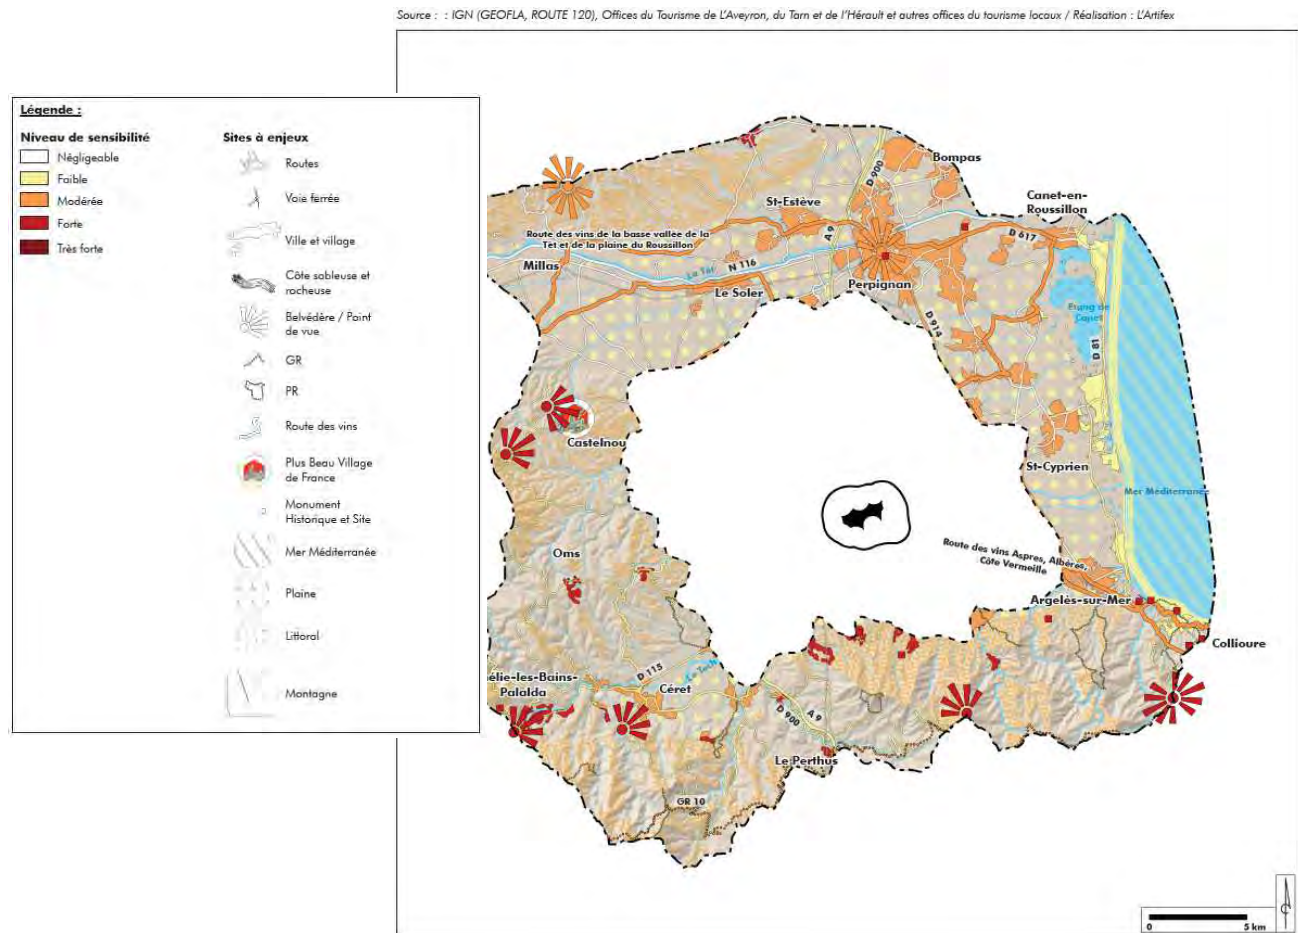 Source : : IGN (GEOFLA, ROUTE 120), Offices du Tourisme de L'Aveyron, du Tarn et de l'Hérault et autres offices du tourisme locaux / Réalisation : L'Artifex
Légende :
Niveau de sensibilité
Négligeable
Faible
Modérée
Forte
Très forte
Sites à enjeux
Routes
Voie ferrée
Ville et village
Côte sableuse et
rocheuse
Belvédère / Point
de vue
GR
PR
Route des vins
Plus Beau Village
de France
Monument
Historique et Site
Mer Méditerranée
Plaine
Littoral
Montagne
Bompas
D 900
Canet-en-
Roussillon
St-Estève
A 9
D 617
Route des vins de la basse vallée de la
Têt et de la plaine du Roussillon
Millas
La Têt
N 116
Le Soler
Perpignan
Etang de
Canet
D 914
D 81
Castelnou
St-Cyprien
Mer Méditerranée
Route des vins Aspres, Albères,
Côte Vermeille
Oms
Argelès-sur-Mer
Collioure
D 115
Le Tech
élie-les-Bains-
Palalda
Céret
D 900
A 9
Le Perthus
GR 10
0
5 km